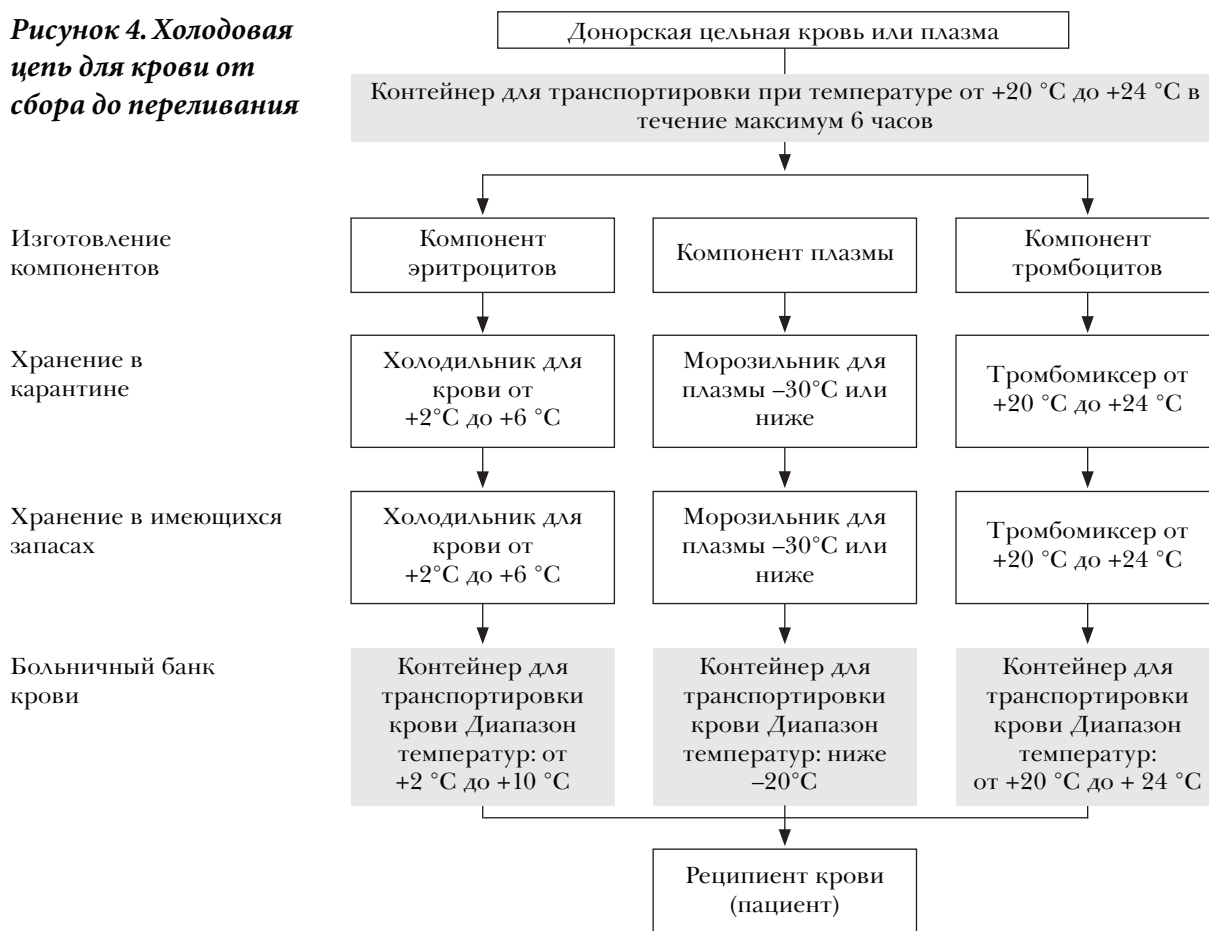 Рисунок 4. Холодовая
цепь для крови от
сбора до переливания
Донорская цельная кровь или плазма
Контейнер для транспортировки при температуре от +20 °C до +24 °C в
течение максимум 6 часов
Изготовление
компонентов
Компонент
эритроцитов
Компонент плазмы
Компонент
тромбоцитов
Хранение в
карантине
Холодильник для
крови от
+2°C до +6 °C
Морозильник для
плазмы –30°C или
ниже
Тромбомиксер от
+20 °C до +24 °C
Хранение в имеющихся
запасах
Холодильник для
крови от
+2°C до +6 °C
Морозильник для
плазмы –30°C или
ниже
Тромбомиксер от
+20 °C до +24 °C
Больничный банк
крови
Контейнер для
транспортировки
крови Диапазон
температур: от
+2 °C до +10 °C
Контейнер для
транспортировки
крови Диапазон
температур: ниже
–20°C
Контейнер для
транспортировки
крови Диапазон
температур:
от +20 °C до + 24 °C
Реципиент крови
(пациент)